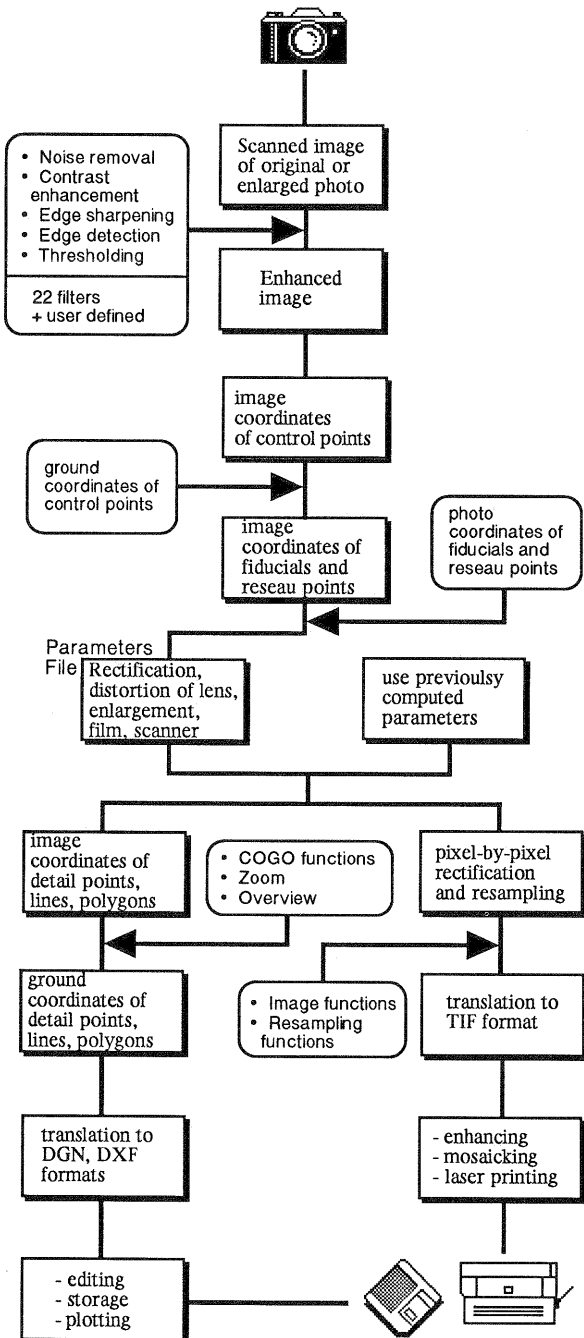 Scanned image
of original or
enlarged photo
• Noise removal
• Contrast
enhancement
• Edge sharpening
• Edge detection
• Thresholding
22 filters
+ user defined
Enhanced
image
image
coordinates
of control points
ground
coordinates of
control points
image
coordinates of
fiducials and
reseau points
photo
coordinates of
fiducials and
reseau points
Parameters
File
Rectification,
distortion of lens,
enlargement,
film, scanner
use previoulsy
computed
parameters
image
coordinates of
detail points,
lines, polygons
• COGO functions
• Zoom
• Overview
pixel-by-pixel
rectification
and resampling
ground
coordinates of
detail points,
lines, polygons
• Image functions
• Resampling
functions
translation to
TIF format
translation to
DGN, DXF
formats
- enhancing
- mosaicking
- laser printing
- editing
- storage
- plotting